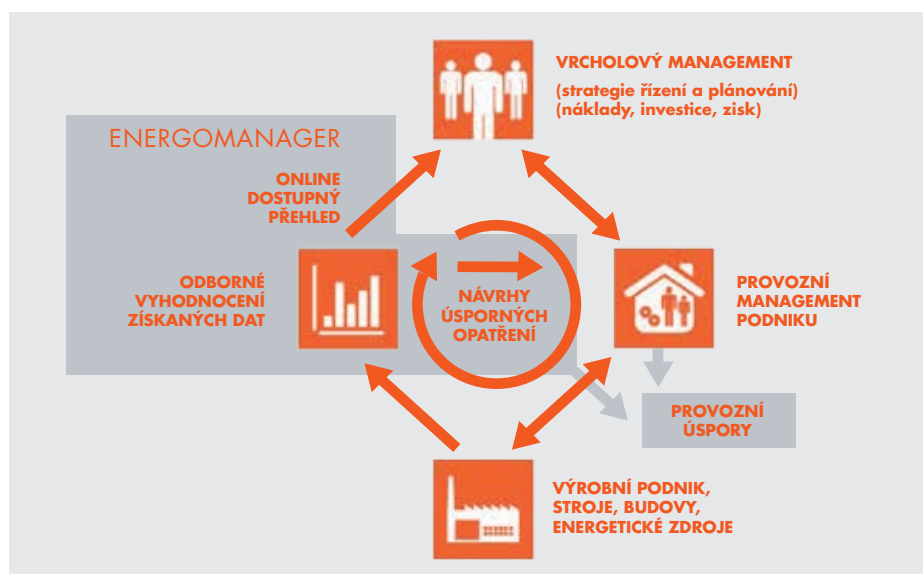 VRCHOLOVÝ MANAGEMENT
(strategie řízení a plánování)
(náklady, investice, zisk)
ENERGOMANAGER
ONLINE
DOSTUPNÝ
PŘEHLED
ODBORNÉ
VYHODNOCENÍ
ZÍSKANÝCH DAT
NÁVRHY
ÚSPORNÝCH
OPATŘENÍ
PROVOZNÍ
MANAGEMENT
PODNIKU
PROVOZNÍ
ÚSPORY
VÝROBNÍ PODNIK,
STROJE, BUDOVY,
ENERGETICKÉ ZDROJE